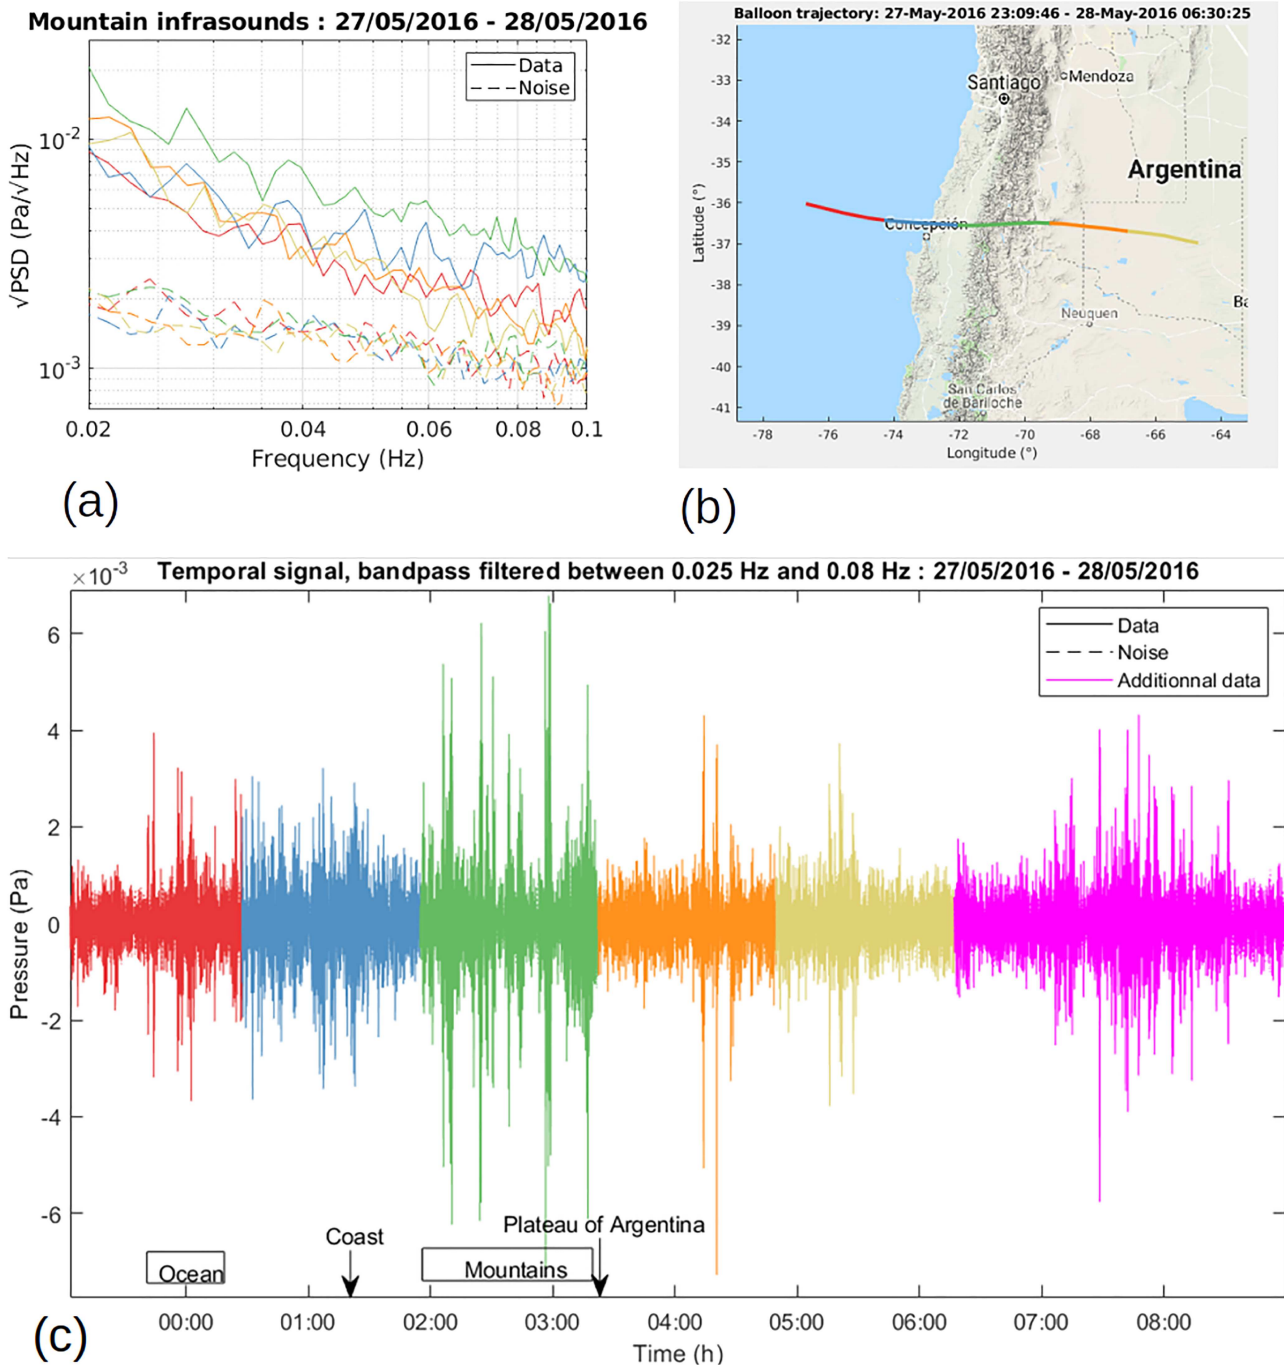 Mountain infrasounds : 27/05/2016 - 28/05/2016
Data
Noise
10-2
10-3
√PSD (Pa/√Hz)
0.02 0.04 0.06 0.08 0.1
Frequency (Hz)
(a)
Balloon trajectory: 27-May-2016 23:09:46 - 28-May-2016 06:30:25
-32
-33
-34
-35
-36
-37
-38
-39
-40
-41
Latitude (°)
Santiago
Mendoza
Argentina
Concepción
Neuquen
Ba
San Carlos
de Bariloche
-78 -76 -74 -72 -70 -68 -66 -64
Longitude (°)
(b)
×10-3
Temporal signal, bandpass filtered between 0.025 Hz and 0.08 Hz : 27/05/2016 - 28/05/2016
Data
Noise
Additionnal data
6
4
2
0
-2
-4
-6
Pressure (Pa)
Plateau of Argentina
Coast
Ocean
Mountains
00:00 01:00 02:00 03:00 04:00 05:00 06:00 07:00 08:00
Time (h)
(c)